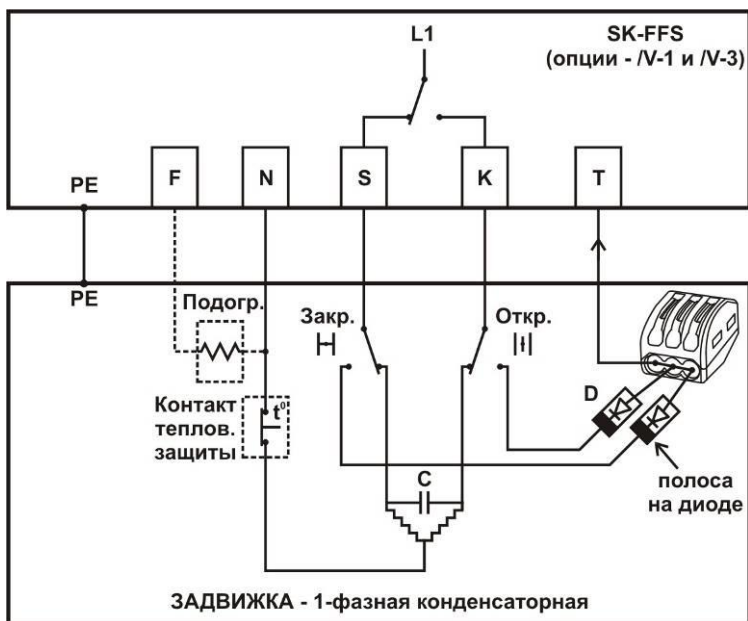 L1
SK-FFS
(опции - /V-1 и /V-3)
PE
F
N
S
K
T
PE
Подогр.
Закр.
Откр.
Контакт
теплов.
защиты
t⁰
D
C
полоса
на диоде
ЗАДВИЖКА - 1-фазная конденсаторная